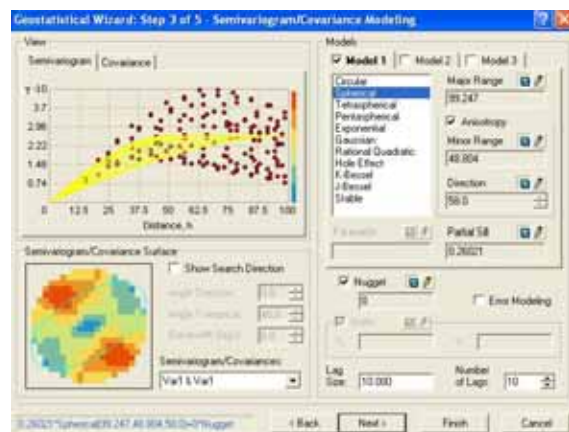 Geostatistical Wizard: Step 3 of 5 - Semivariogram/Covariance Modeling
View
Semivariogram
Covariance
3.7
2.96
2.22
1.48
0.74
0 12.5 25 37.5 50 62.5 75 87.5 100
Distance, h
Semivariogram/Covariance Surface
Show Search Direction
Semivariogram/Covariances:
Var1 & Var1
Models
Model 1
Model 2
Model 3
Circular
Spherical
Tetraspherical
Pentaspherical
Exponential
Gaussian
Rational Quadratic
Hole Effect
K-Bessel
J-Bessel
Stable
Major Range
99.247
Anisotropy
Minor Range
48.804
Direction
Parameter
Partial Sill
0.26021
Nugget
0
Error Modeling
Lag Size:
10.000
Number of Lags:
10
< Back
Next >
Finish
Cancel